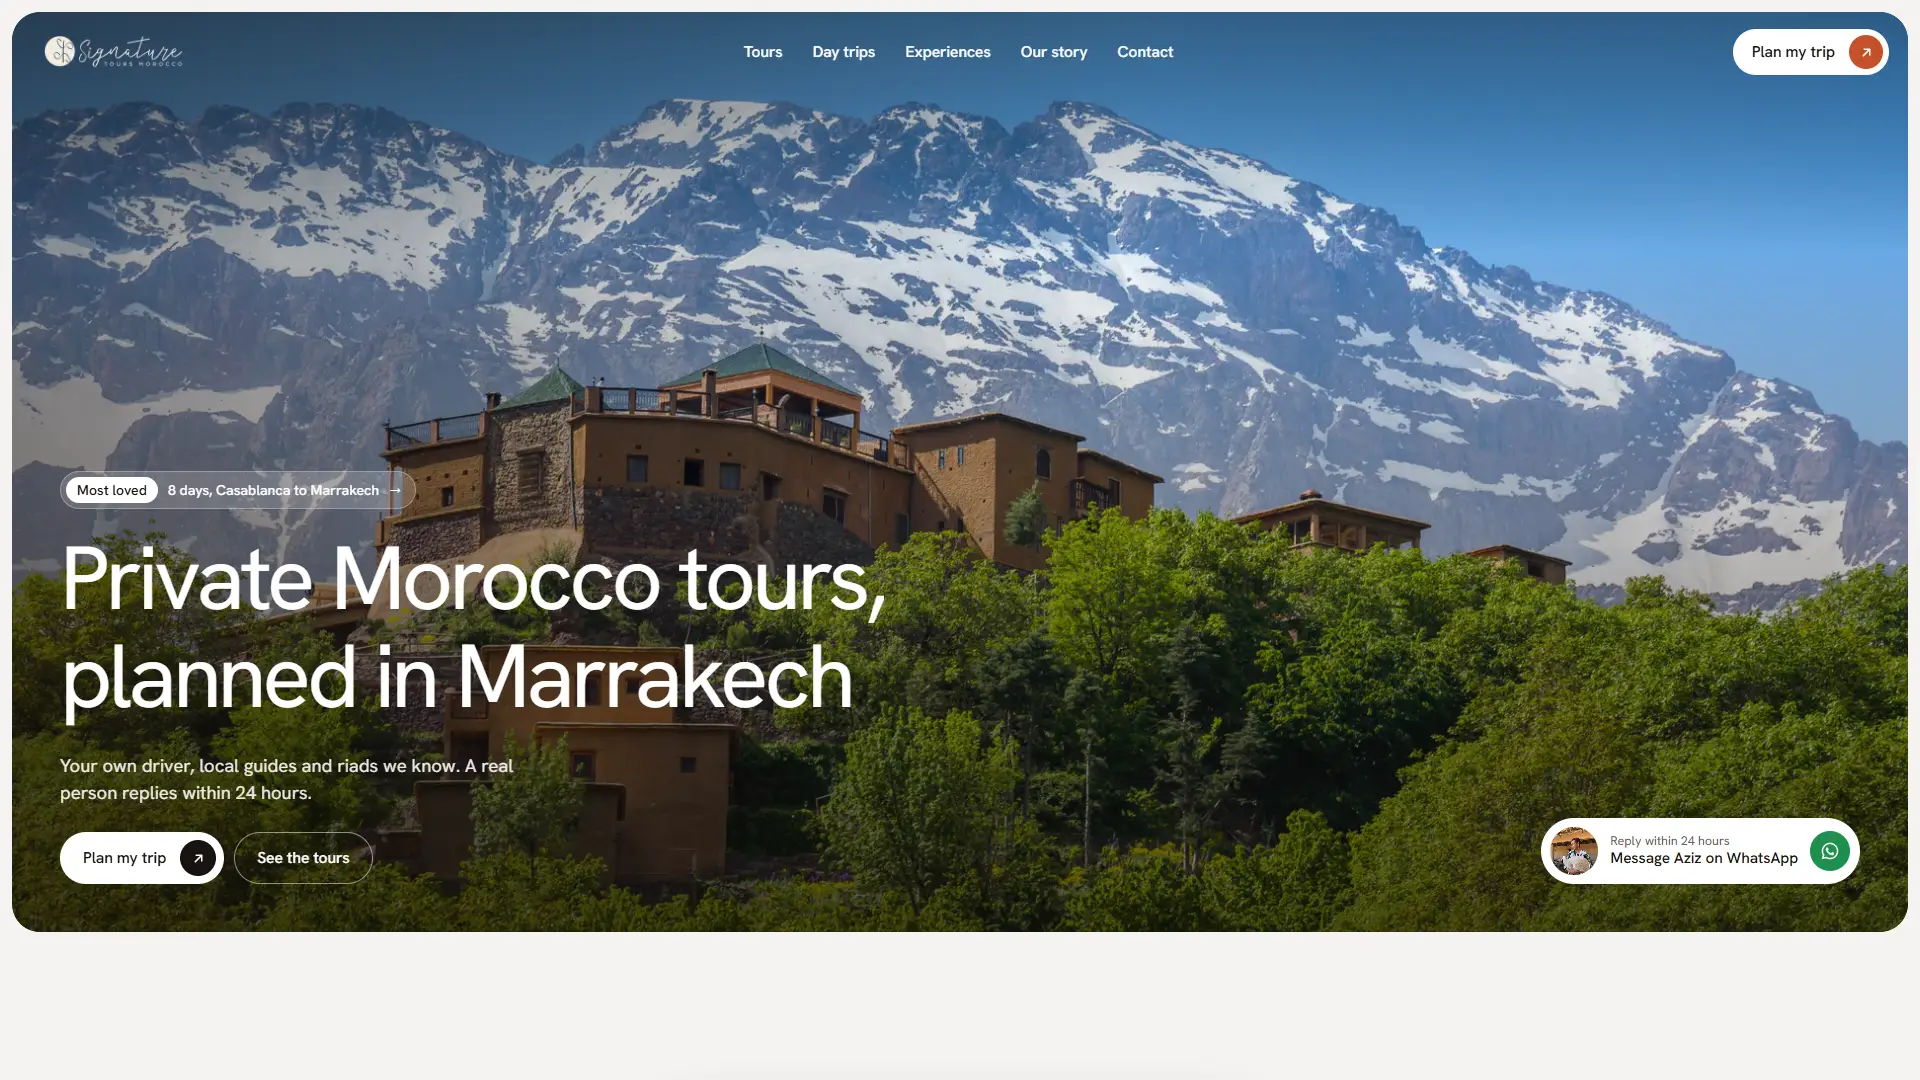 Signature
TOURS MOROCCO
Tours
Day trips
Experiences
Our story
Contact
Plan my trip
Most loved
8 days, Casablanca to Marrakech →
Private Morocco tours,
planned in Marrakech
Your own driver, local guides and riads we know. A real
person replies within 24 hours.
Plan my trip
See the tours
Reply within 24 hours
Message Aziz on WhatsApp